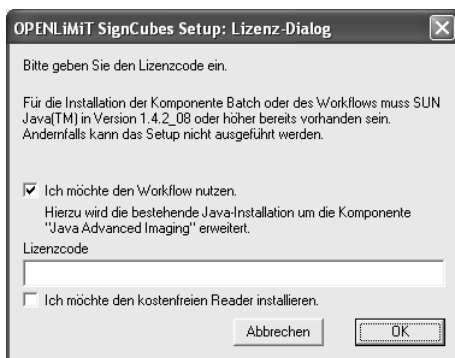 OPENLiMiT SignCubes Setup: Lizenz-Dialog
Bitte geben Sie den Lizenzcode ein.
Für die Installation der Komponente Batch oder des Workflows muss SUN
Java(TM) in Version 1.4.2_08 oder höher bereits vorhanden sein.
Andernfalls kann das Setup nicht ausgeführt werden.
Ich möchte den Workflow nutzen.
Hierzu wird die bestehende Java-Installation um die Komponente
"Java Advanced Imaging" erweitert.
Lizenzcode
Ich möchte den kostenfreien Reader installieren.
Abbrechen OK